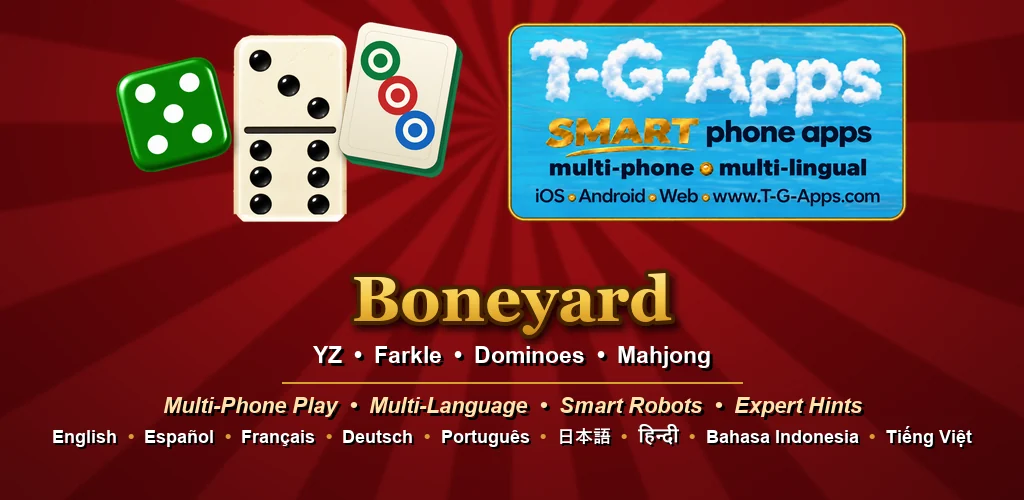 T-G-Apps
SMART phone apps
multi-phone • multi-lingual
iOS • Android • Web • www.T-G-Apps.com
Boneyard
YZ • Farkle • Dominoes • Mahjong
Multi-Phone Play • Multi-Language • Smart Robots • Expert Hints
English • Español • Français • Deutsch • Português • 日本語 • हिन्दी • Bahasa Indonesia • Tiếng Việt